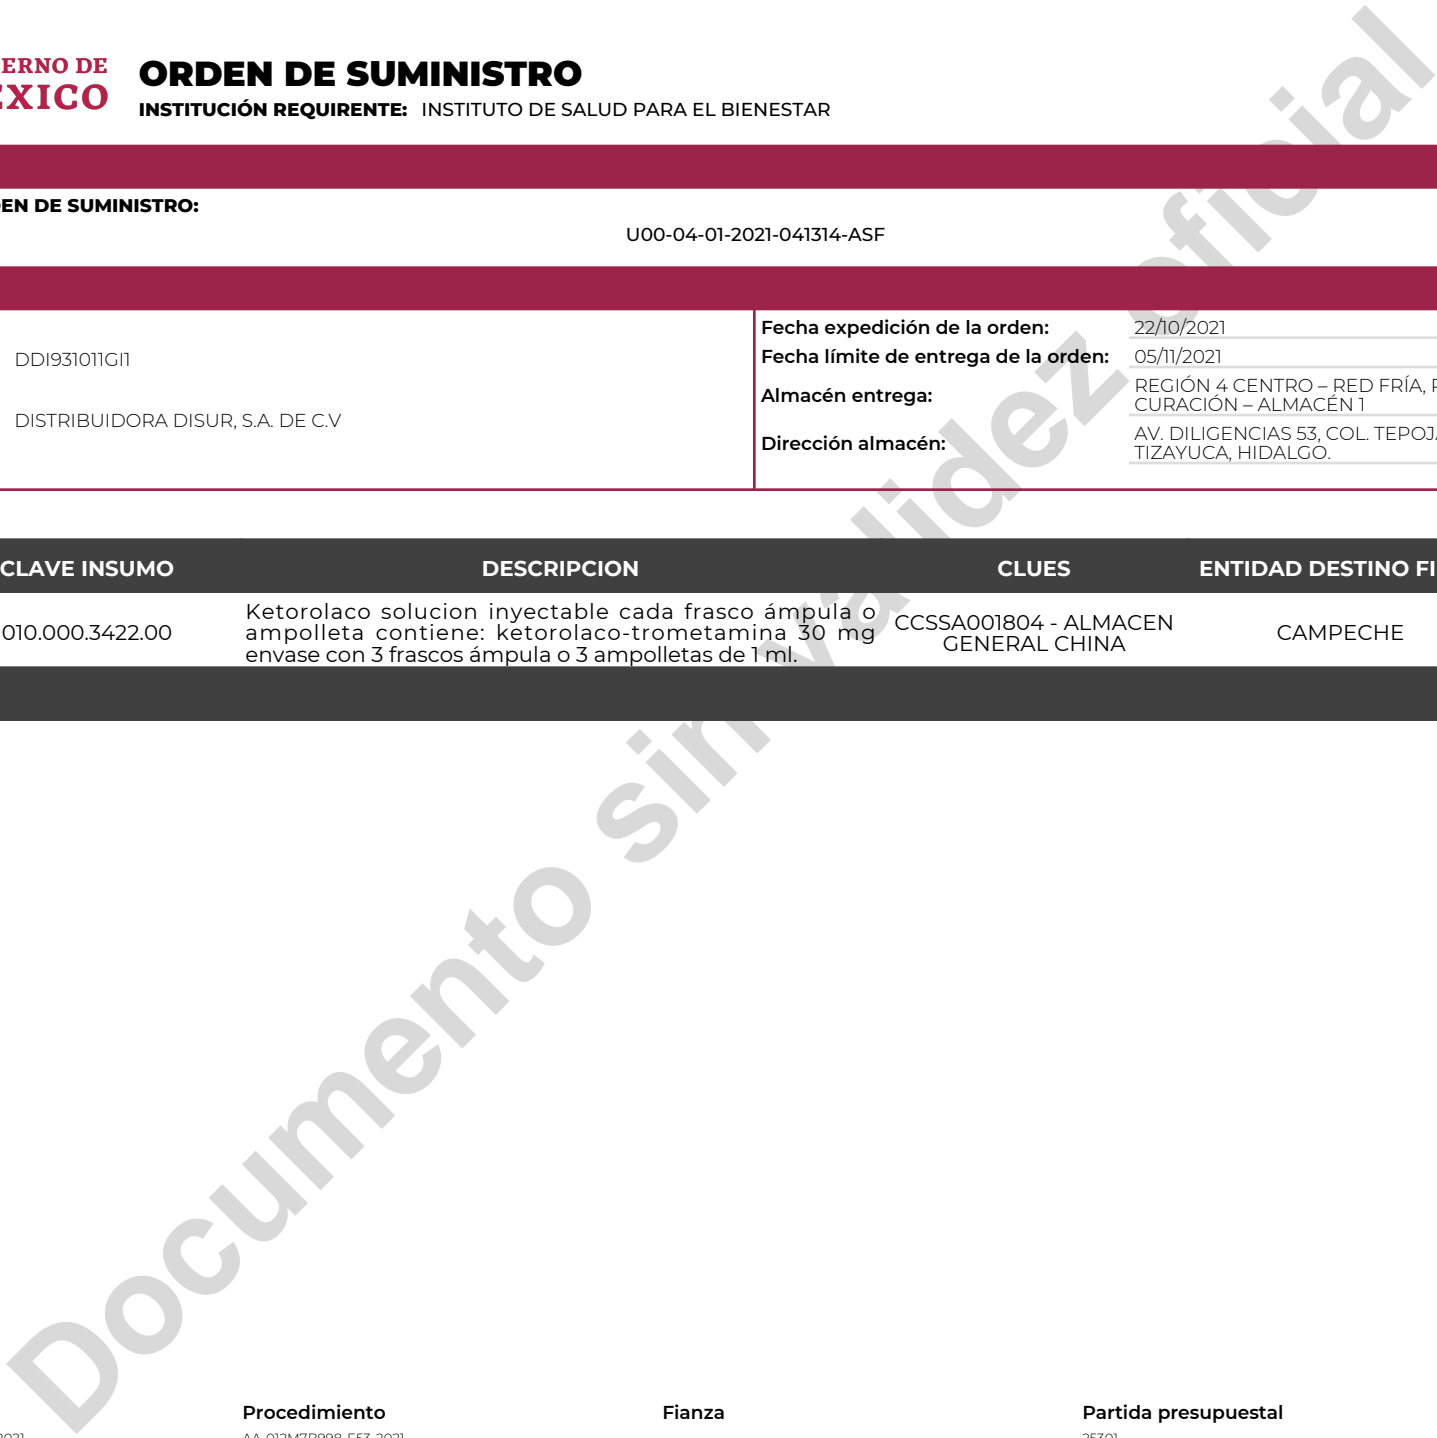 ERNO DE
EXICO
ORDEN DE SUMINISTRO
INSTITUCIÓN REQUIRENTE: INSTITUTO DE SALUD PARA EL BIENESTAR
EN DE SUMINISTRO:
U00-04-01-2021-041314-ASF
DDI931011GI1
DISTRIBUIDORA DISUR, S.A. DE C.V
Fecha expedición de la orden: 22/10/2021
Fecha límite de entrega de la orden: 05/11/2021
Almacén entrega: REGIÓN 4 CENTRO – RED FRÍA,
CURACIÓN – ALMACÉN 1
Dirección almacén: AV. DILIGENCIAS 53, COL. TEPOJ
TIZAYUCA, HIDALGO.
CLAVE INSUMO DESCRIPCION CLUES ENTIDAD DESTINO FI
010.000.3422.00
Ketorolaco solucion inyectable cada frasco ámpula o
ampolleta contiene: ketorolaco-trometamina 30 mg
envase con 3 frascos ámpula o 3 ampolletas de 1 ml.
CCSSA001804 - ALMACEN
GENERAL CHINA
CAMPECHE
Documento sin validez oficial
Procedimiento Fianza Partida presupuestal